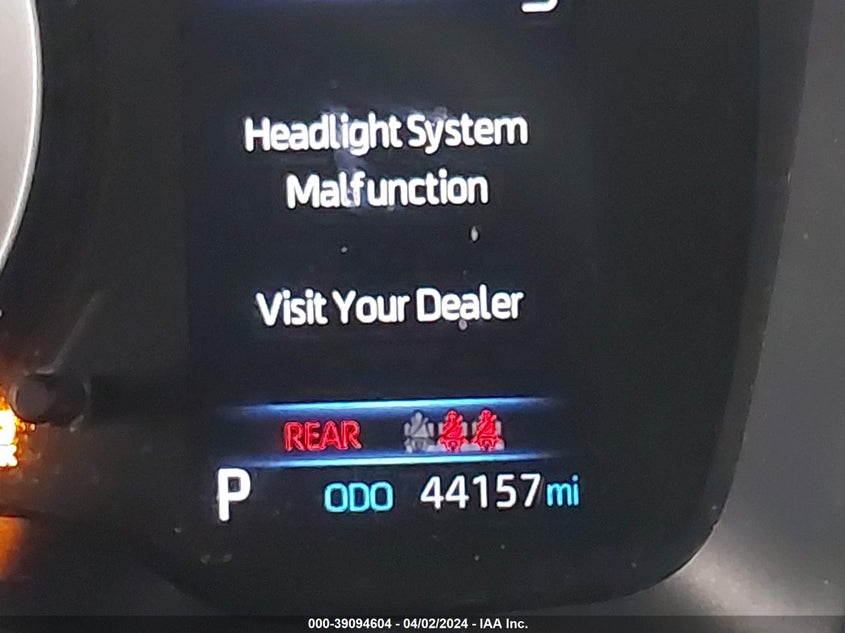 Headlight System
Malfunction
Visit Your Dealer
REAR
P ODO 44157 mi
000-39094604 - 04/02/2024 - IAA Inc.